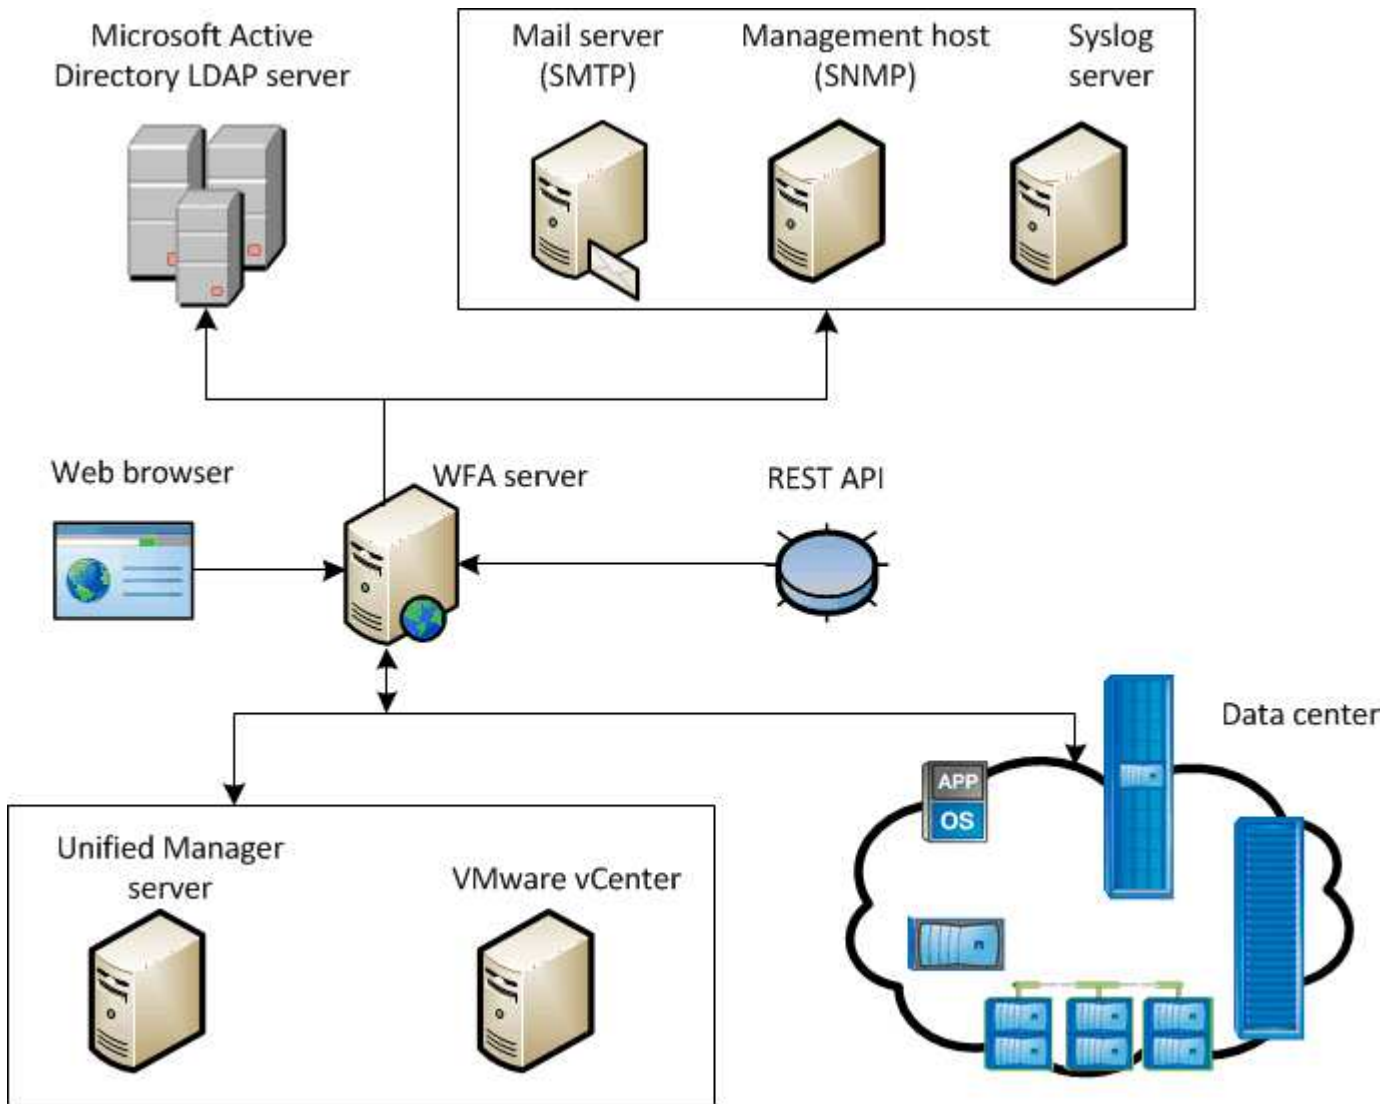 Microsoft Active
Directory LDAP server
Mail server
(SMTP)
Management host
(SNMP)
Syslog
server
Web browser
WFA server
REST API
Data center
APP
OS
Unified Manager
server
VMware vCenter